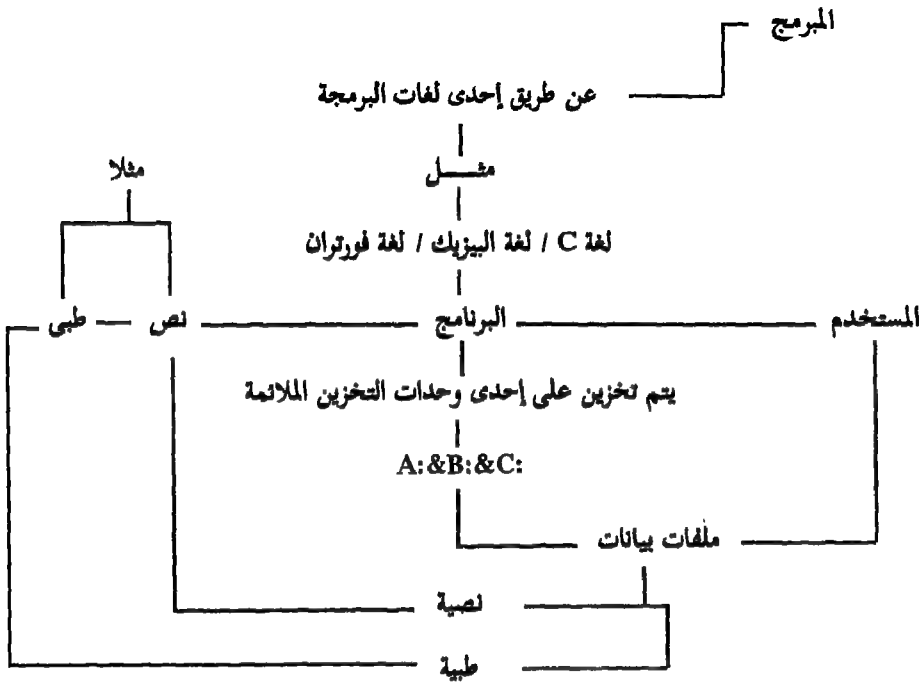 المبرمج
عن طريق إحدى لغات البرمجة
مثلا
مثــــل
لغة C / لغة البيزيك / لغة فورتران
المستخدم البرنامج نص طبى
يتم تخزين على إحدى وحدات التخزين الملائمة
A:&B:&C:
ملفات بيانات
نصية
طبية